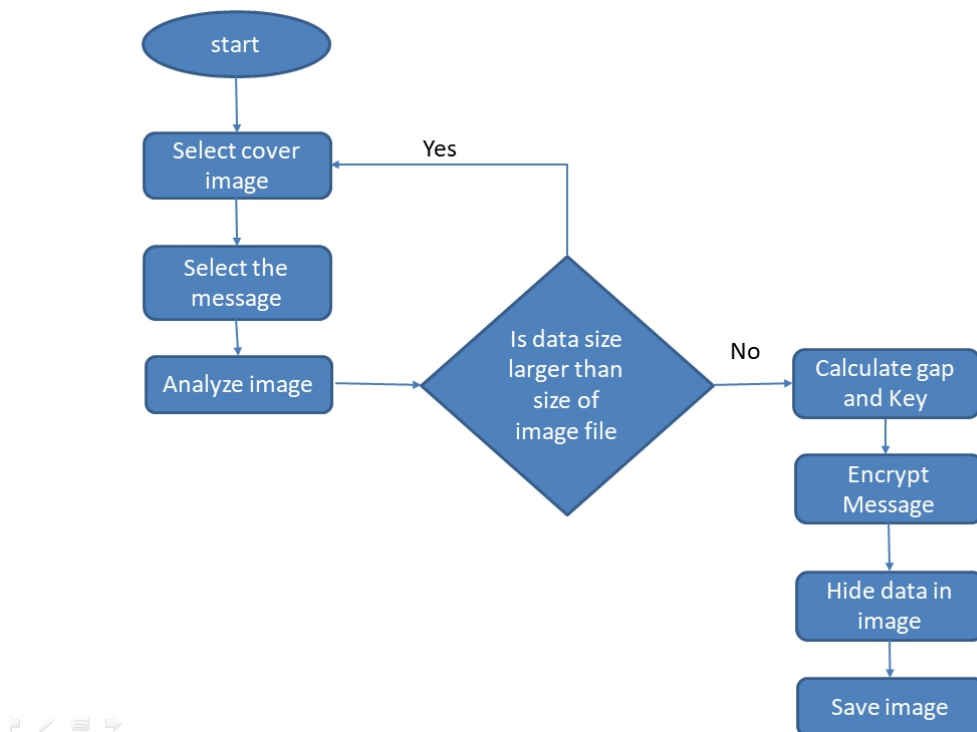 start
Select cover
image
Yes
Select the
message
Analyze image
Is data size
larger than
size of
image file
No
Calculate gap
and Key
Encrypt
Message
Hide data in
image
Save image